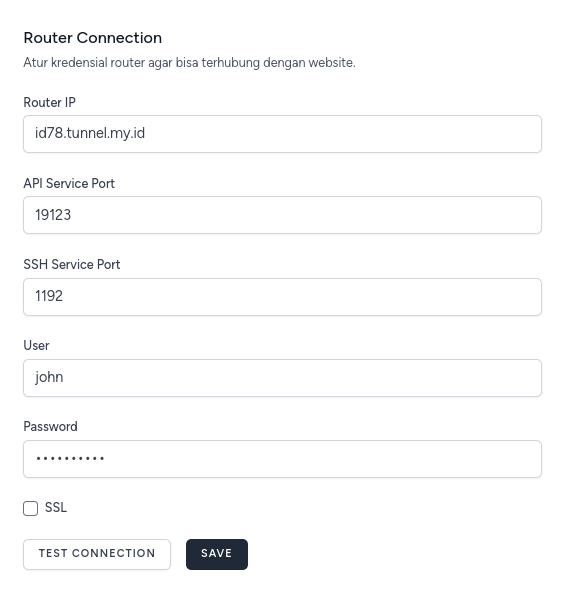 Router Connection
Atur kredensial router agar bisa terhubung dengan website.
Router IP
id78.tunnel.my.id
API Service Port
19123
SSH Service Port
1192
User
john
Password
••••••••••
SSL
TEST CONNECTION
SAVE